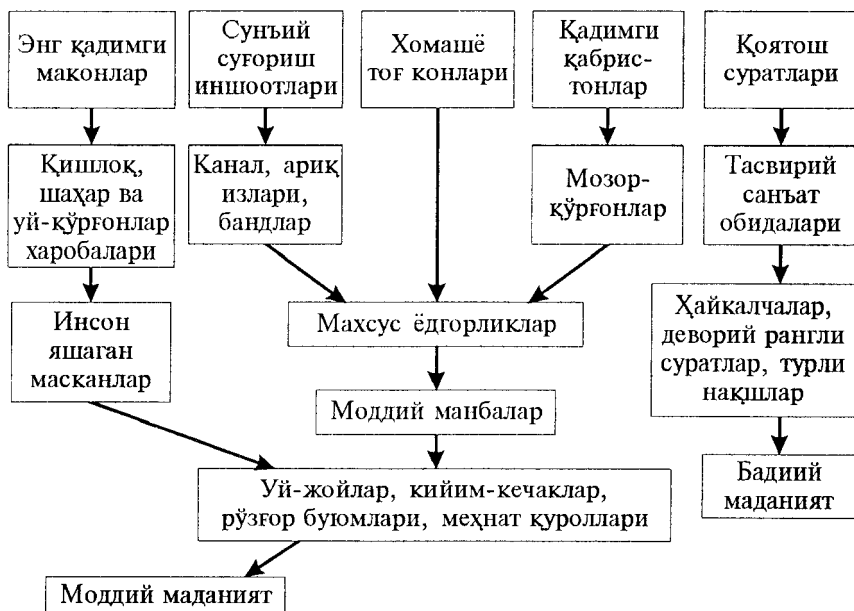 Энг қадимги
маконлар
Сунъий
суғориш
иншоотлари
Хомашё
тоғ конлари
Қадимги
қабрис-
тонлар
Қоятош
суратлари
Қишлоқ,
шаҳар ва
уй-қўрғонлар
харобалари
Канал, ариқ
излари,
бандлар
Мозор-
қўрғонлар
Тасвирий
санъат
обидалари
Инсон
яшаган
масканлар
Махсус ёдгорликлар
Ҳайкалчалар,
деворий рангли
суратлар, турли
нақшлар
Моддий манбалар
Уй-жойлар, кийим-кечаклар,
рўзғор буюмлари, меҳнат қуроллари
Бадиий
маданият
Моддий маданият